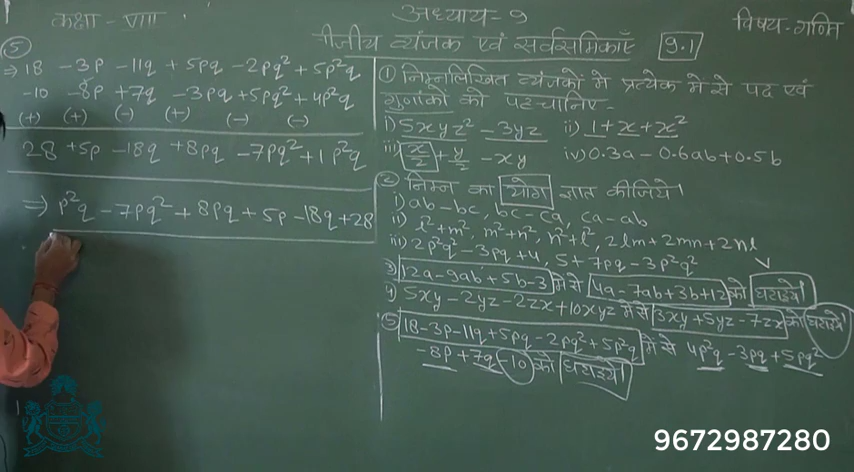 कक्षा - VIII
अध्याय - 9
विषय - गणित
बीजीय व्यंजक एवं सर्वसमिकाएँ 9.1
⑤
⇒ 18 -3p -11q + 5pq -2pq² + 5p²q
-10 -8p +7q -3pq +5pq² +4p²q
(+) (+) (-) (+) (-) (-)
28 +5p -18q +8pq -7pq² +1p²q
⇒ p²q - 7pq² + 8pq + 5p - 18q + 28
① निम्नलिखित व्यंजकों में प्रत्येक में से पद एवं
गुणांकों को पहचानिए -
i) 5xyz² - 3yz ii) 1 + x + x²
iii) x/2 + y/2 - xy iv) 0.3a - 0.6ab + 0.5b
② निम्न का योग ज्ञात कीजिये।
i) ab - bc, bc - ca, ca - ab
ii) l² + m², m² + n², n² + l², 2lm + 2mn + 2nl
iii) 2p²q² - 3pq + 4, 5 + 7pq - 3p²q²
3) 12a - 9ab + 5b - 3 में से 4a - 7ab + 3b + 12 को घटाइये।
4) 5xy - 2yz - 2zx + 10xyz में से 3xy + 5yz - 7zx को घटाइये।
⑤ 18 - 3p - 11q + 5pq - 2pq² + 5p²q में से 4p²q - 3pq + 5pq²
- 8p + 7q - 10 को घटाइये।
9672987280